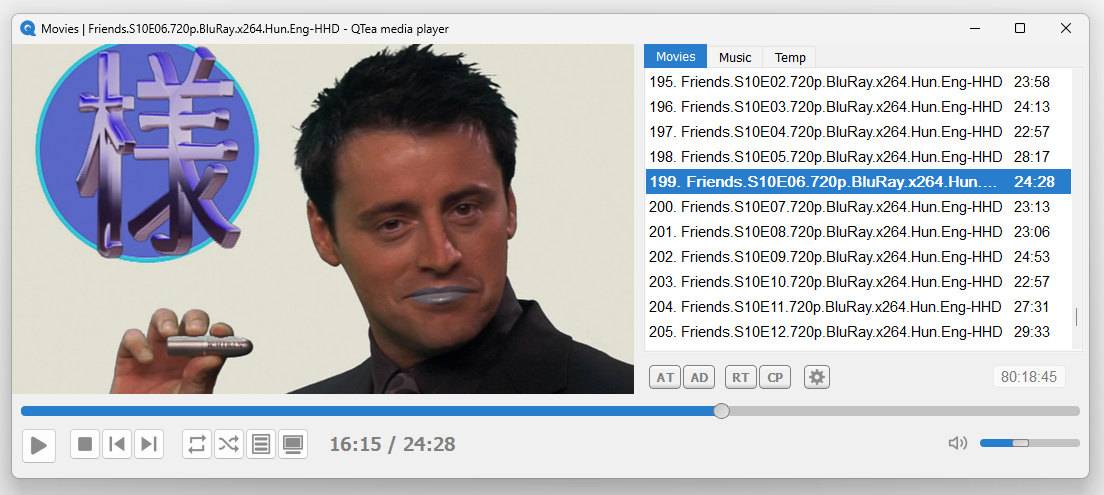 Movies | Friends.S10E06.720p.BluRay.x264.Hun.Eng-HHD - QTea media player
様
ICHIBAN
Movies Music Temp
195. Friends.S10E02.720p.BluRay.x264.Hun.Eng-HHD 23:58
196. Friends.S10E03.720p.BluRay.x264.Hun.Eng-HHD 24:13
197. Friends.S10E04.720p.BluRay.x264.Hun.Eng-HHD 22:57
198. Friends.S10E05.720p.BluRay.x264.Hun.Eng-HHD 28:17
199. Friends.S10E06.720p.BluRay.x264.Hun.... 24:28
200. Friends.S10E07.720p.BluRay.x264.Hun.Eng-HHD 23:13
201. Friends.S10E08.720p.BluRay.x264.Hun.Eng-HHD 23:06
202. Friends.S10E09.720p.BluRay.x264.Hun.Eng-HHD 24:53
203. Friends.S10E10.720p.BluRay.x264.Hun.Eng-HHD 22:57
204. Friends.S10E11.720p.BluRay.x264.Hun.Eng-HHD 27:31
205. Friends.S10E12.720p.BluRay.x264.Hun.Eng-HHD 29:33
AT AD RT CP 80:18:45
16:15 / 24:28